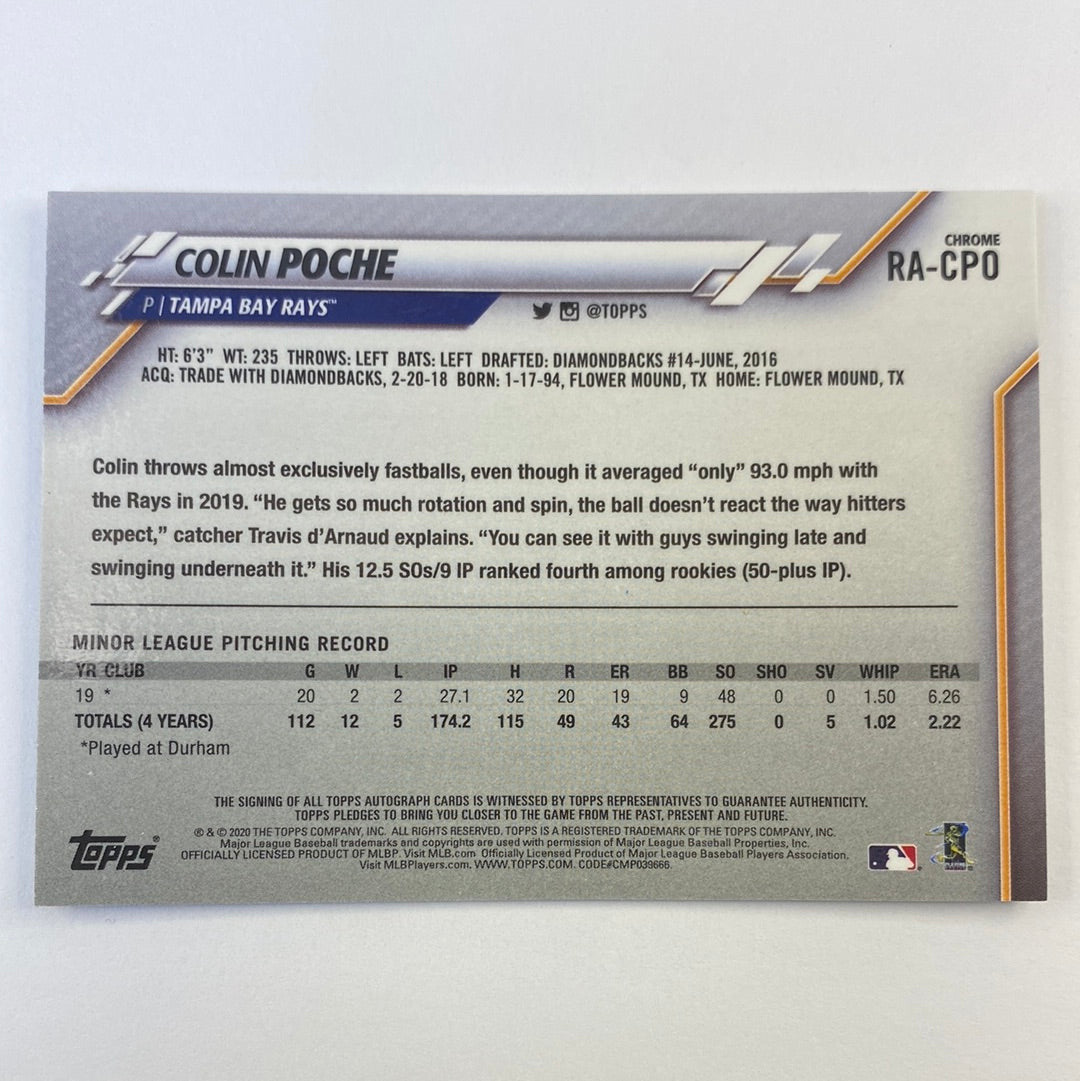 CHROME
RA-CPO
COLIN POCHE
P | TAMPA BAY RAYS™ @TOPPS
HT: 6'3" WT: 235 THROWS: LEFT BATS: LEFT DRAFTED: DIAMONDBACKS #14-JUNE, 2016
ACQ: TRADE WITH DIAMONDBACKS, 2-20-18 BORN: 1-17-94, FLOWER MOUND, TX HOME: FLOWER MOUND, TX
Colin throws almost exclusively fastballs, even though it averaged “only” 93.0 mph with
the Rays in 2019. “He gets so much rotation and spin, the ball doesn’t react the way hitters
expect,” catcher Travis d’Arnaud explains. “You can see it with guys swinging late and
swinging underneath it.” His 12.5 SOs/9 IP ranked fourth among rookies (50-plus IP).
MINOR LEAGUE PITCHING RECORD
YR CLUB G W L IP H R ER BB SO SHO SV WHIP ERA
19 * 20 2 2 27.1 32 20 19 9 48 0 0 1.50 6.26
TOTALS (4 YEARS) 112 12 5 174.2 115 49 43 64 275 0 5 1.02 2.22
*Played at Durham
THE SIGNING OF ALL TOPPS AUTOGRAPH CARDS IS WITNESSED BY TOPPS REPRESENTATIVES TO GUARANTEE AUTHENTICITY.
TOPPS PLEDGES TO BRING YOU CLOSER TO THE GAME FROM THE PAST, PRESENT AND FUTURE.
® & © 2020 THE TOPPS COMPANY, INC. ALL RIGHTS RESERVED. TOPPS IS A REGISTERED TRADEMARK OF THE TOPPS COMPANY, INC.
Major League Baseball trademarks and copyrights are used with permission of Major League Baseball Properties, Inc.
OFFICIALLY LICENSED PRODUCT OF MLBP. Visit MLB.com Officially Licensed Product of Major League Baseball Players Association.
Visit MLBPlayers.com. WWW.TOPPS.COM. CODE#CMP039666.
Topps®